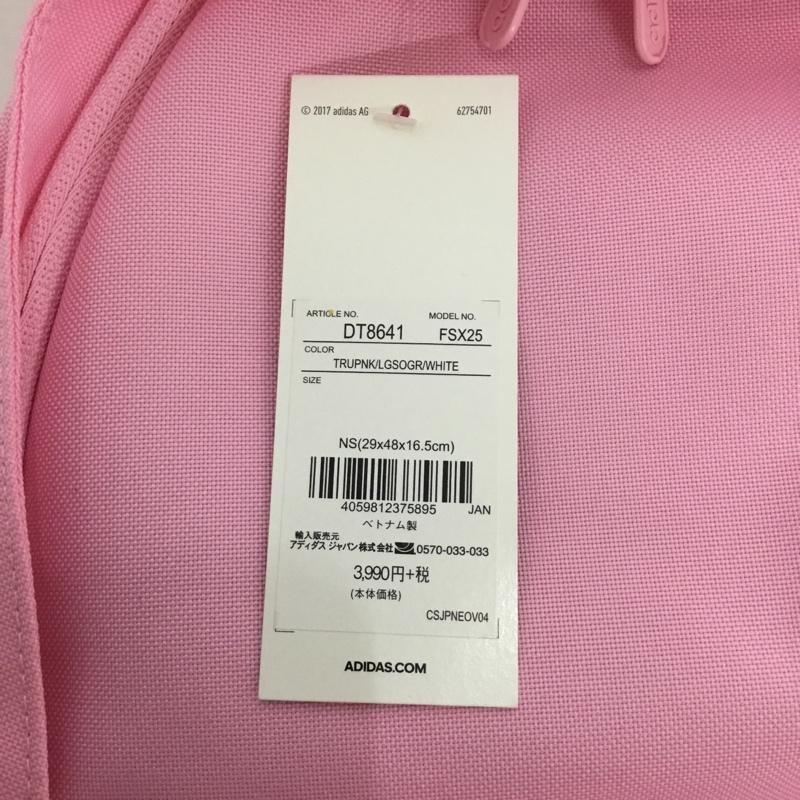 © 2017 adidas AG 62754701
ARTICLE NO. MODEL NO.
DT8641 FSX25
COLOR
TRUPNK/LGSOGR/WHITE
SIZE
NS(29x48x16.5cm)
4059812375895 JAN
ベトナム製
輸入販売元
アディダス ジャパン株式会社 0570-033-033
3,990円+税
(本体価格)
CSJPNEOV04
ADIDAS.COM